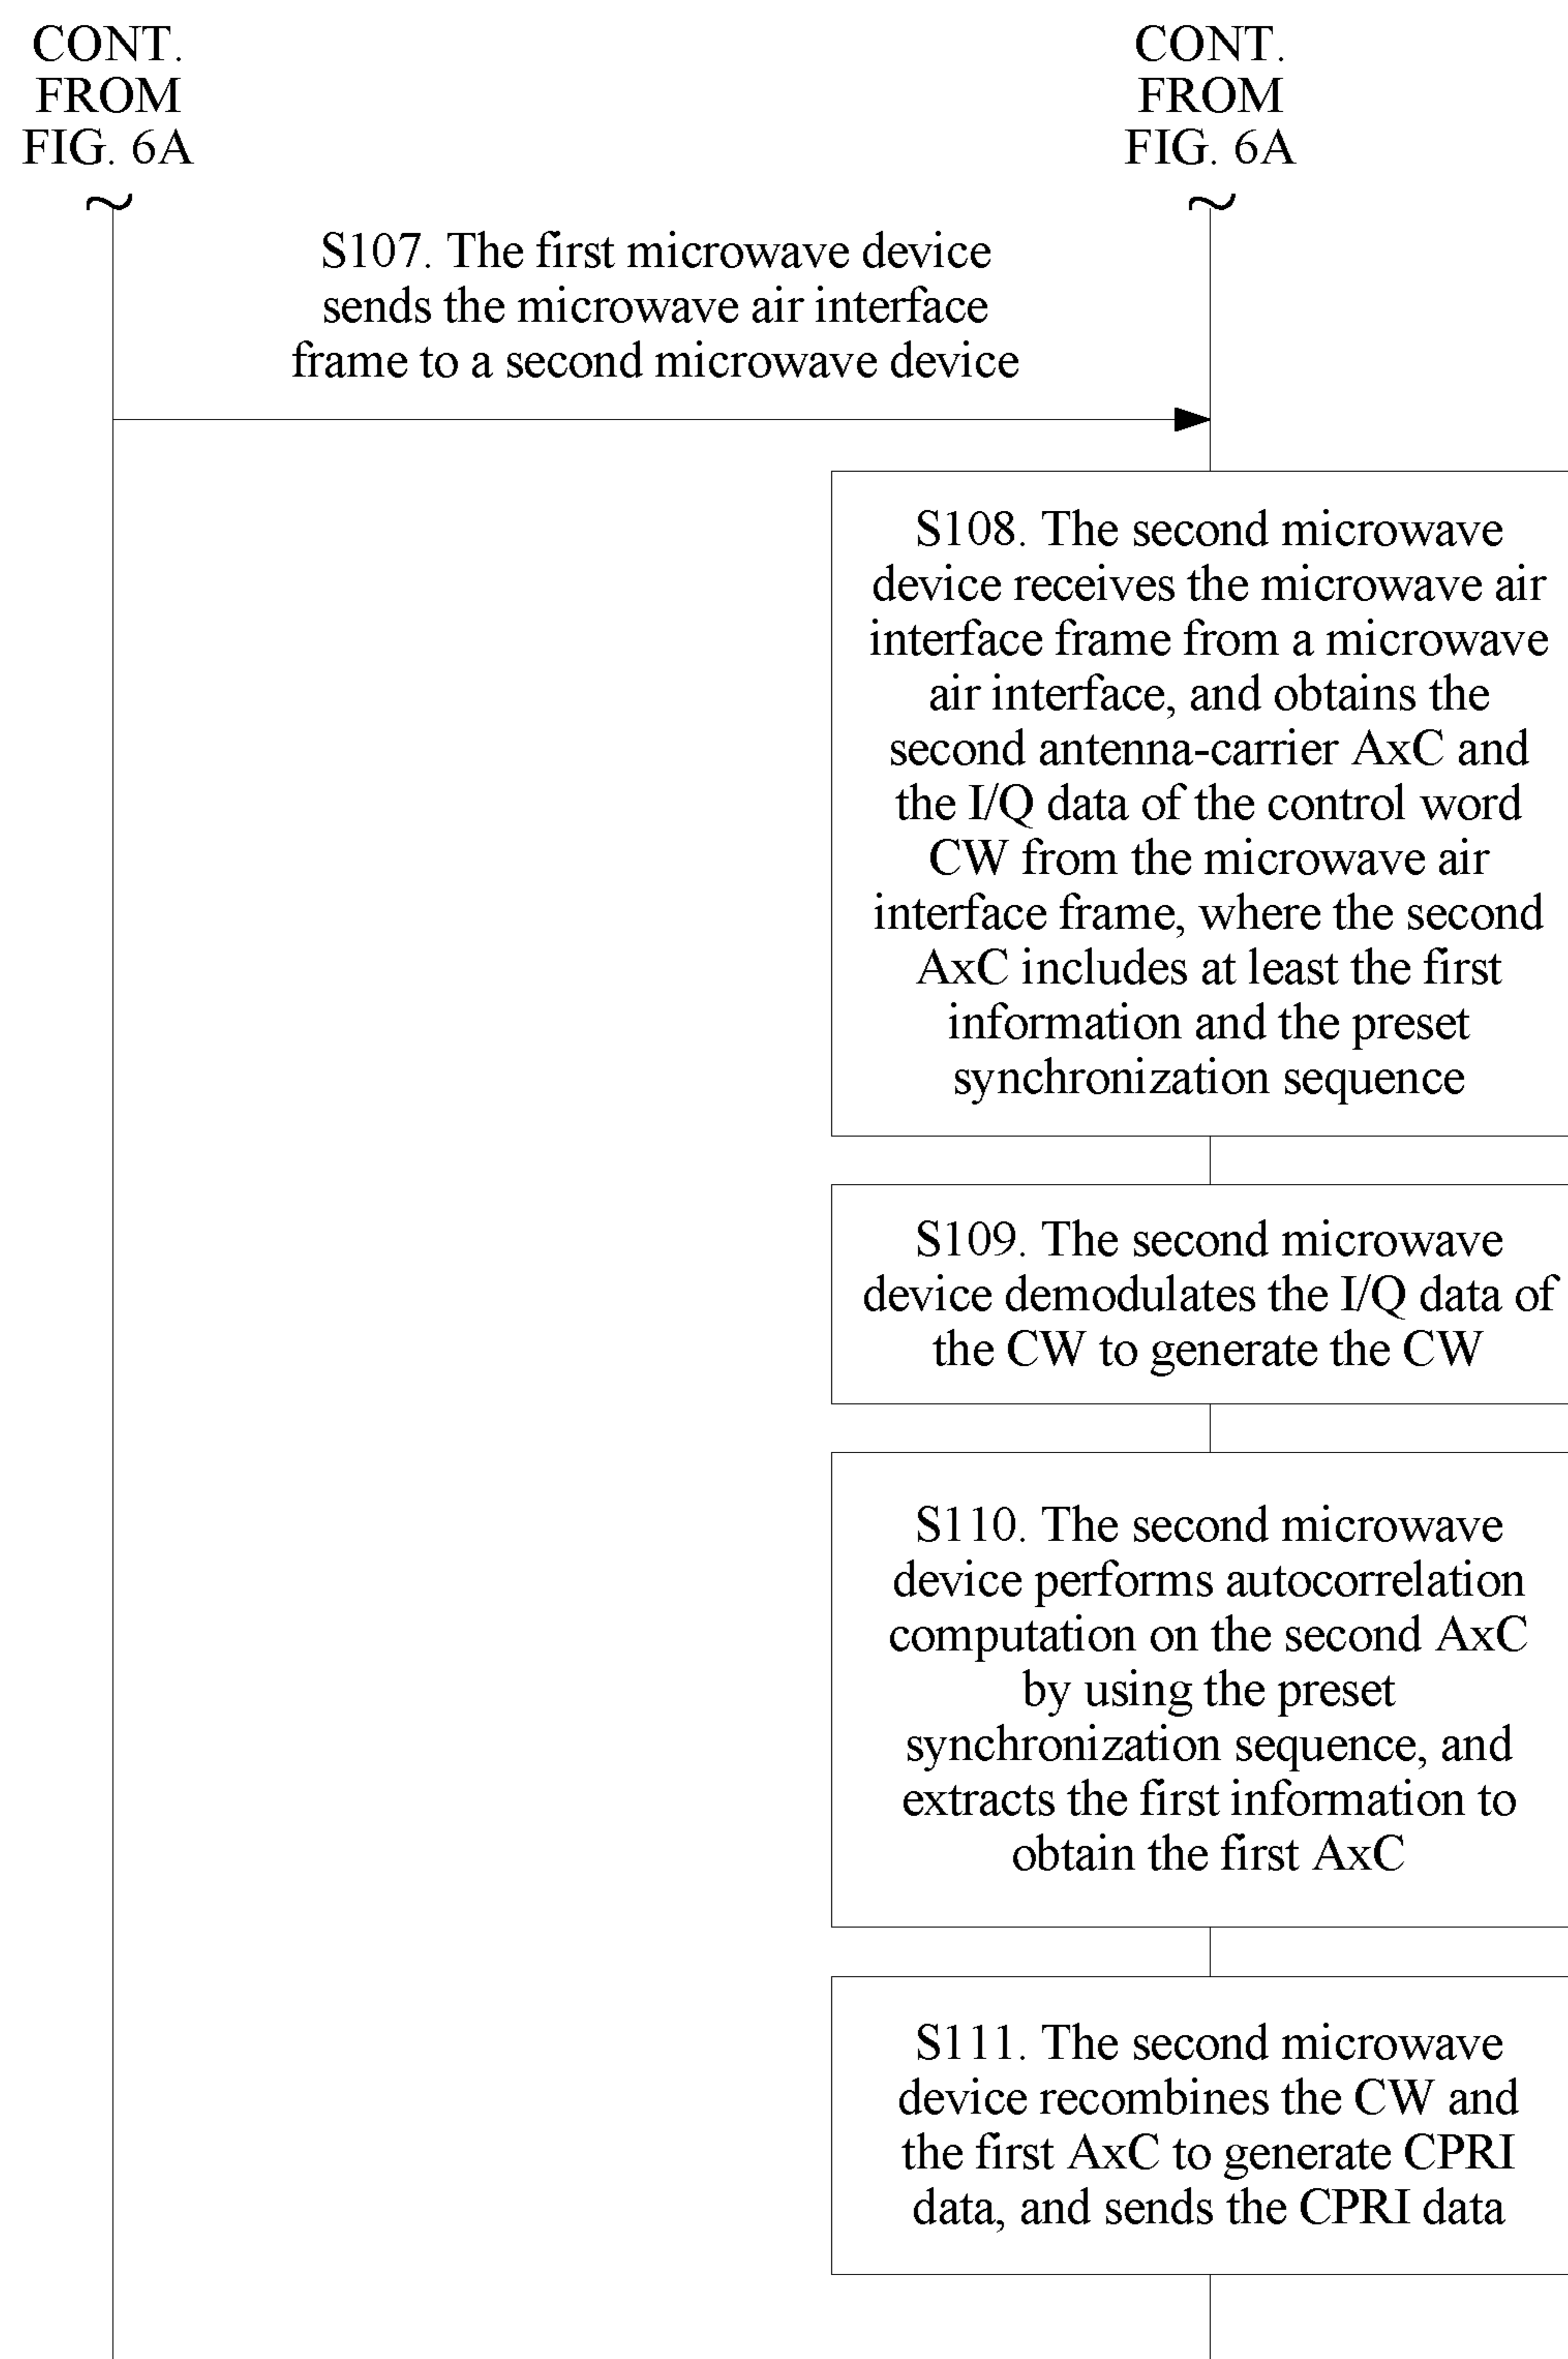 CONT.
FROM
FIG. 6A
CONT.
FROM
FIG. 6A
S107. The first microwave device
sends the microwave air interface
frame to a second microwave device
S108. The second microwave
device receives the microwave air
interface frame from a microwave
air interface, and obtains the
second antenna-carrier AxC and
the I/Q data of the control word
CW from the microwave air
interface frame, where the second
AxC includes at least the first
information and the preset
synchronization sequence
S109. The second microwave
device demodulates the I/Q data of
the CW to generate the CW
S110. The second microwave
device performs autocorrelation
computation on the second AxC
by using the preset
synchronization sequence, and
extracts the first information to
obtain the first AxC
S111. The second microwave
device recombines the CW and
the first AxC to generate CPRI
data, and sends the CPRI data